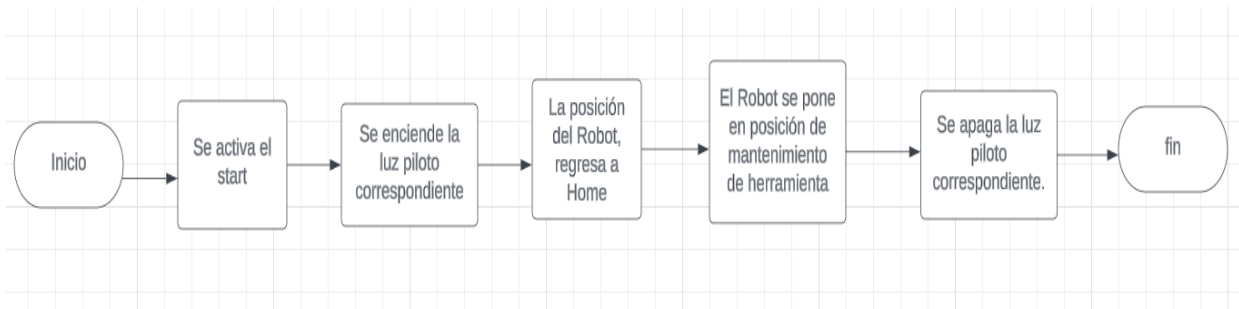 Inicio
Se activa el
start
Se enciende la
luz piloto
correspondiente
La posición
del Robot,
regresa a
Home
El Robot se pone
en posición de
mantenimiento
de herramienta
Se apaga la luz
piloto
correspondiente.
fin